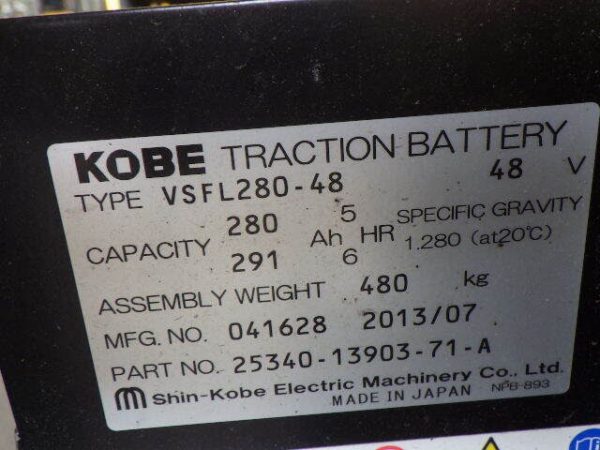 KOBE TRACTION BATTERY
TYPE VSFL280-48 48 V
CAPACITY 280 Ah 5 HR SPECIFIC GRAVITY
291 6 1.280 (at20℃)
ASSEMBLY WEIGHT 480 kg
MFG. NO. 041628 2013/07
PART NO. 25340-13903-71-A
Shin-Kobe Electric Machinery Co., Ltd.
MADE IN JAPAN NPB-893